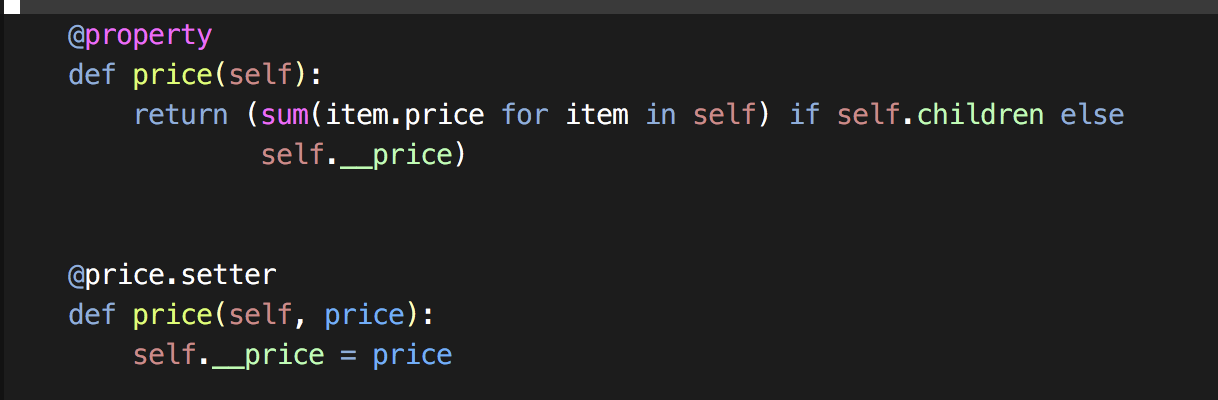 @property
def price(self):
    return (sum(item.price for item in self) if self.children else
            self.__price)
@price.setter
def price(self, price):
    self.__price = price